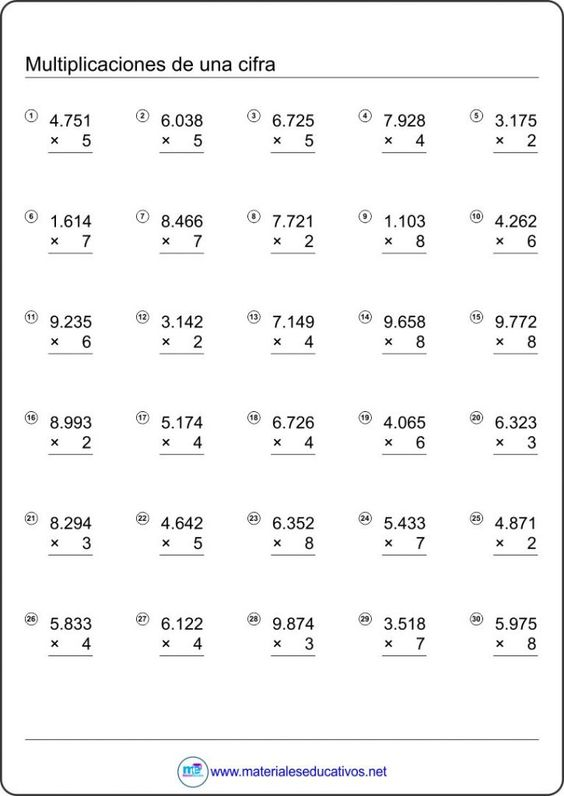 Multiplicaciones de una cifra
1 4.751 2 6.038 3 6.725 4 7.928 5 3.175
× 5 × 5 × 5 × 4 × 2
6 1.614 7 8.466 8 7.721 9 1.103 10 4.262
× 7 × 7 × 2 × 8 × 6
11 9.235 12 3.142 13 7.149 14 9.658 15 9.772
× 6 × 2 × 4 × 8 × 8
16 8.993 17 5.174 18 6.726 19 4.065 20 6.323
× 2 × 4 × 4 × 6 × 3
21 8.294 22 4.642 23 6.352 24 5.433 25 4.871
× 3 × 5 × 8 × 7 × 2
26 5.833 27 6.122 28 9.874 29 3.518 30 5.975
× 4 × 4 × 3 × 7 × 8
me www.materialeseducativos.net